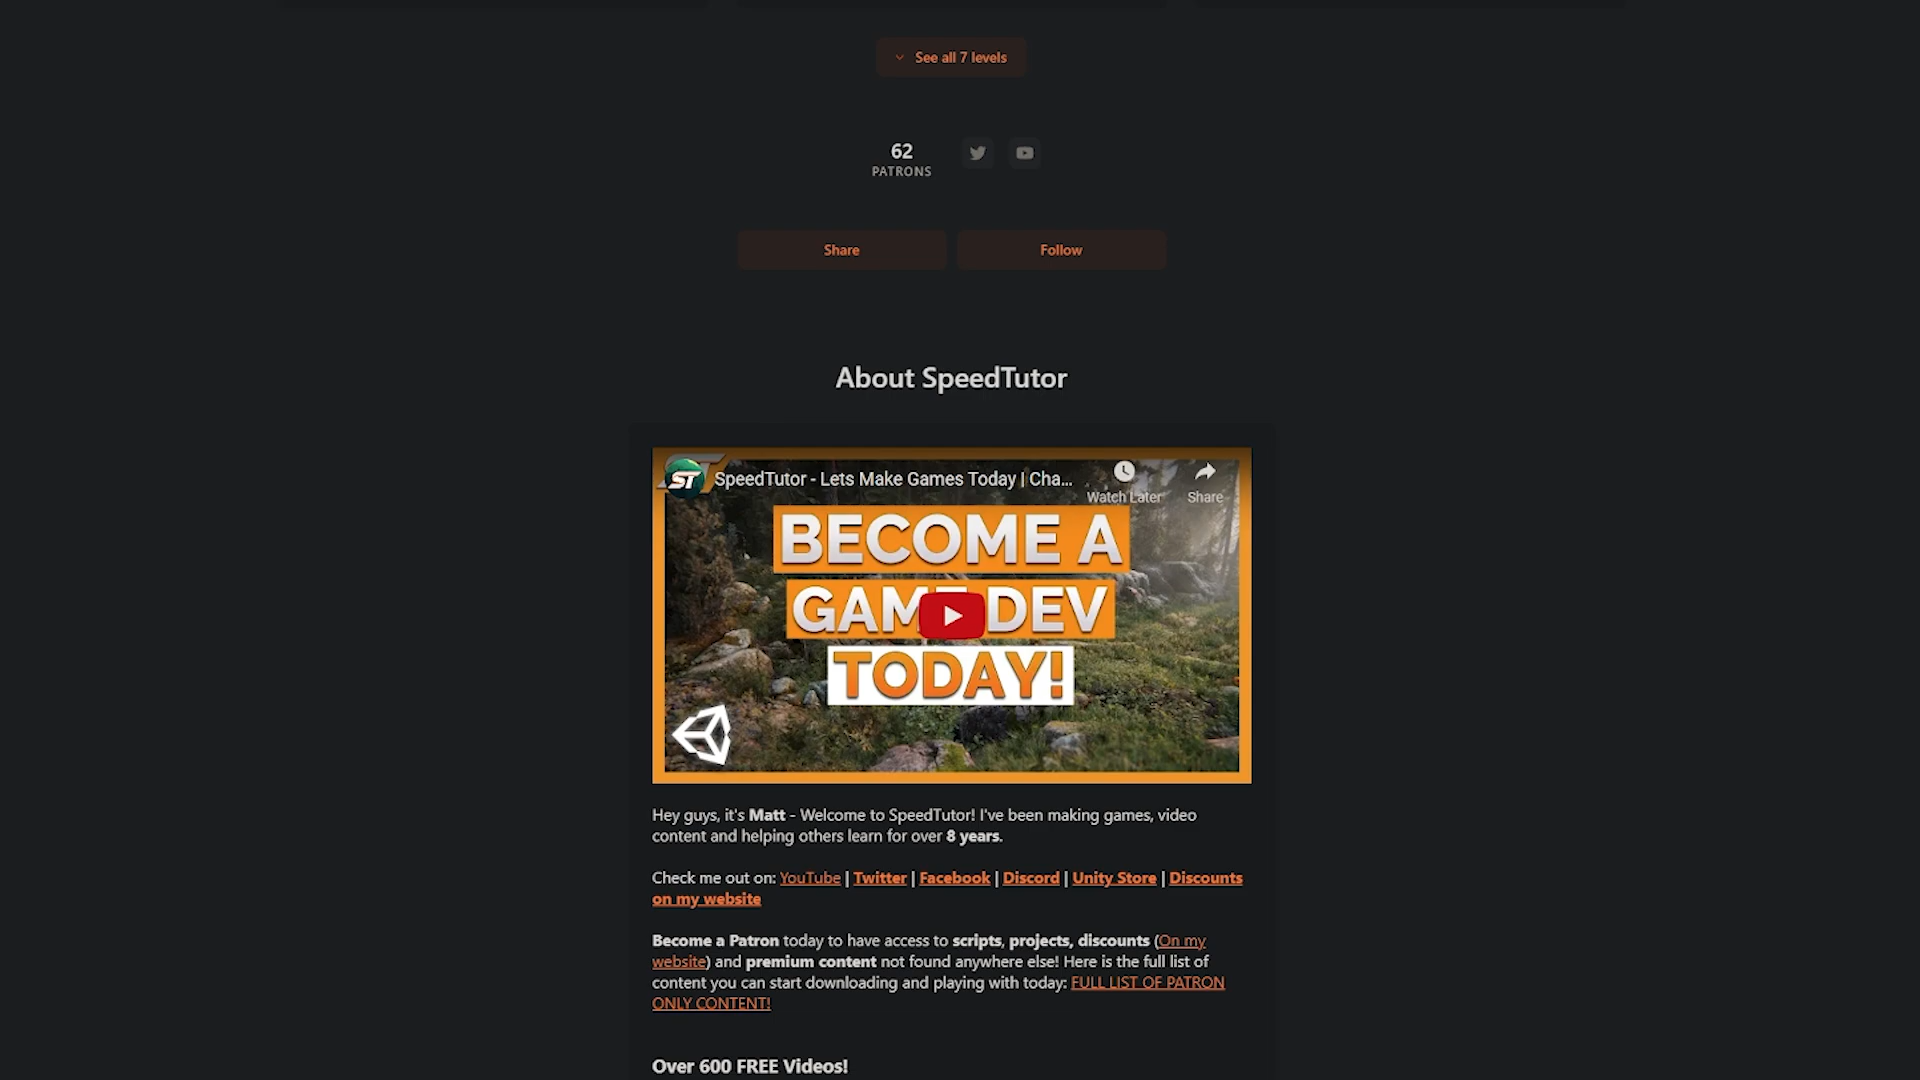 See all 7 levels
62
PATRONS
Share
Follow
About SpeedTutor
ST
SpeedTutor - Lets Make Games Today | Cha...
Watch Later
Share
BECOME A
GAME DEV
TODAY!
Hey guys, it's Matt - Welcome to SpeedTutor! I've been making games, video
content and helping others learn for over 8 years.
Check me out on: YouTube | Twitter | Facebook | Discord | Unity Store | Discounts
on my website
Become a Patron today to have access to scripts, projects, discounts (On my
website) and premium content not found anywhere else! Here is the full list of
content you can start downloading and playing with today: FULL LIST OF PATRON
ONLY CONTENT!
Over 600 FREE Videos!